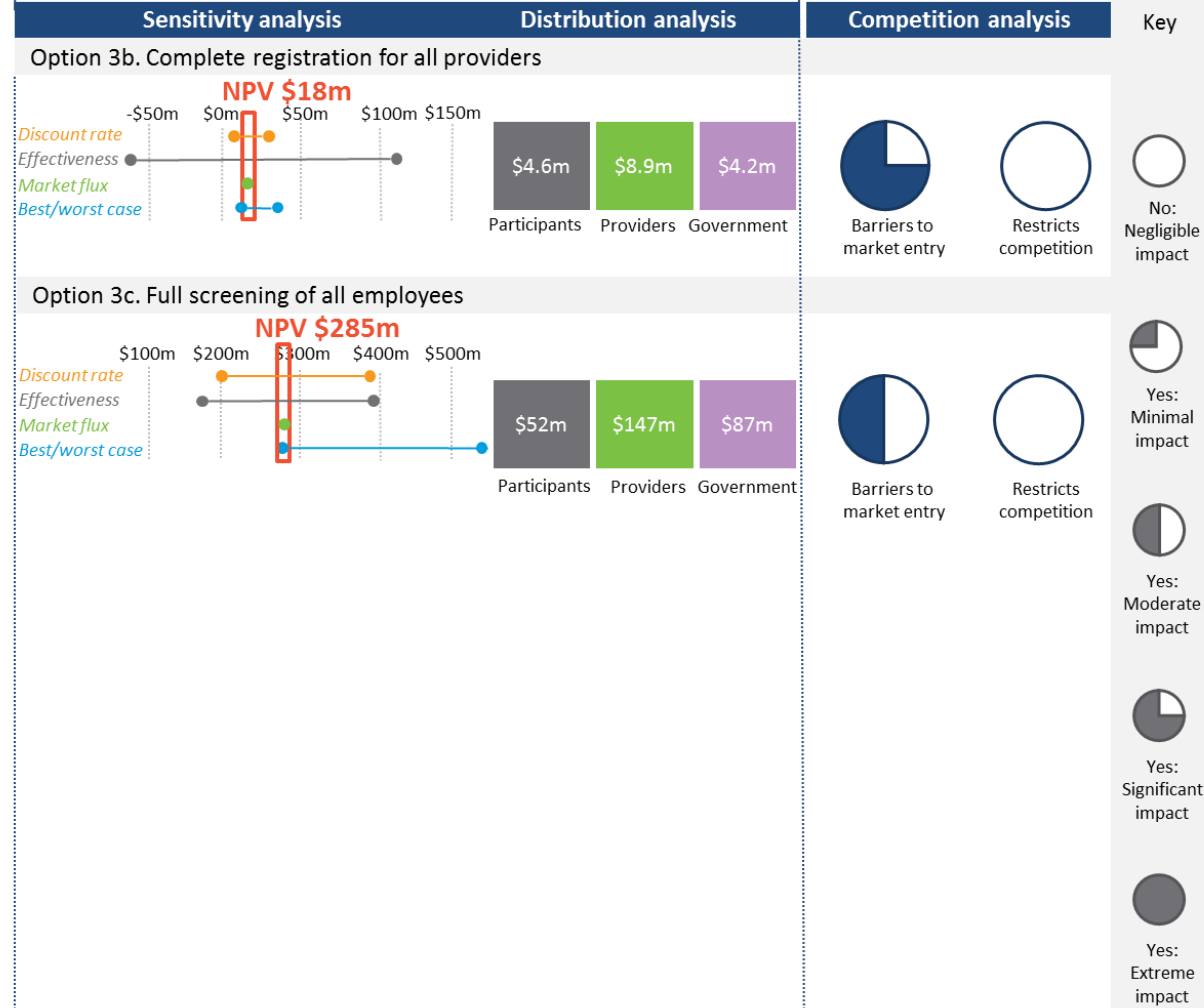 Sensitivity analysis
Distribution analysis
Competition analysis
Key
Option 3b. Complete registration for all providers
NPV $18m
-$50m $0m $50m $100m $150m
Discount rate
Effeectiveness
Market flux
Best/worst case
$4.6m $8.9m $4.2m
Participants Providers Government
Barriers to
market entry
Restricts
competition
Option 3c. Full screening of all employees
NPV $285m
$100m $200m $300m $400m $500m
Discount rate
Effectiveness
Market flux
Best/worst case
$52m $147m $87m
Participants Providers Government
Barriers to
market entry
Restricts
competition
No:
Negligible
impact
Yes:
Minimal
impact
Yes:
Moderate
impact
Yes:
Significant
impact
Yes:
Extreme
impact